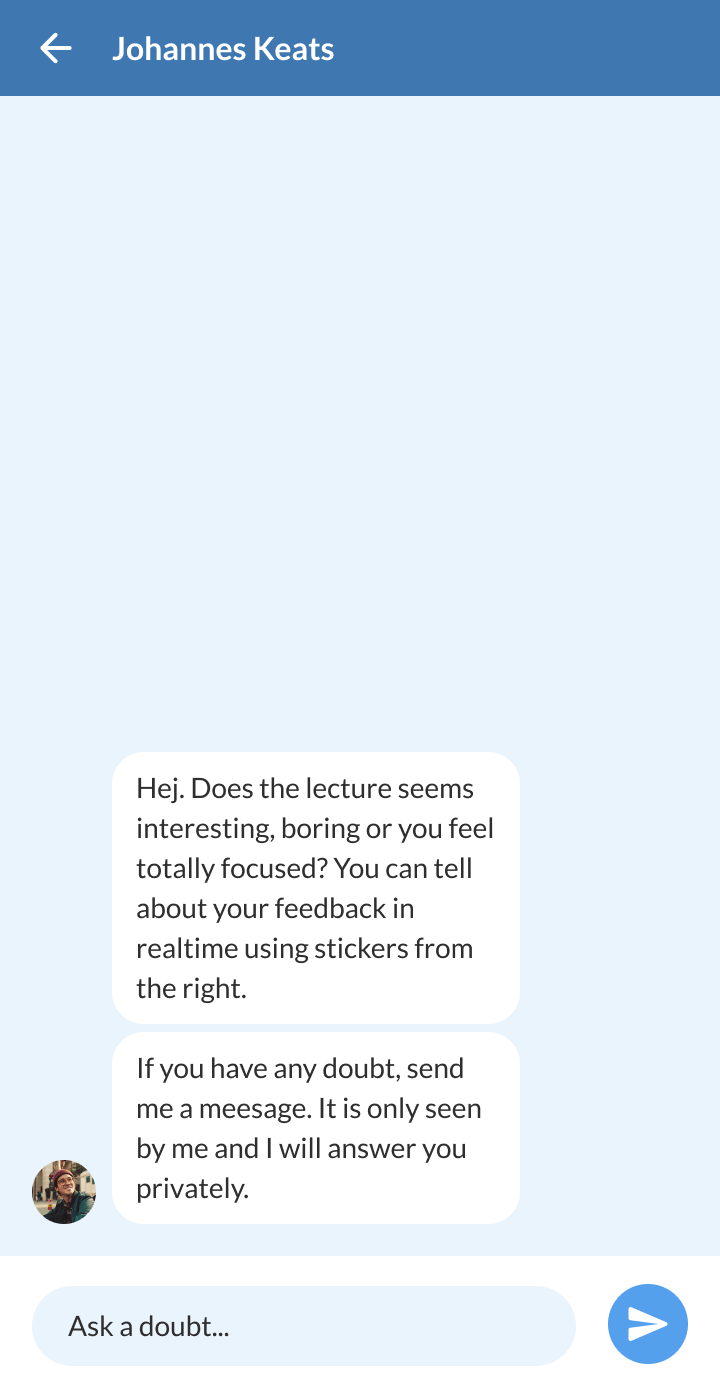 Johannes Keats
Hej. Does the lecture seems
interesting, boring or you feel
totally focused? You can tell
about your feedback in
realtime using stickers from
the right.
If you have any doubt, send
me a meesage. It is only seen
by me and I will answer you
privately.
Ask a doubt...